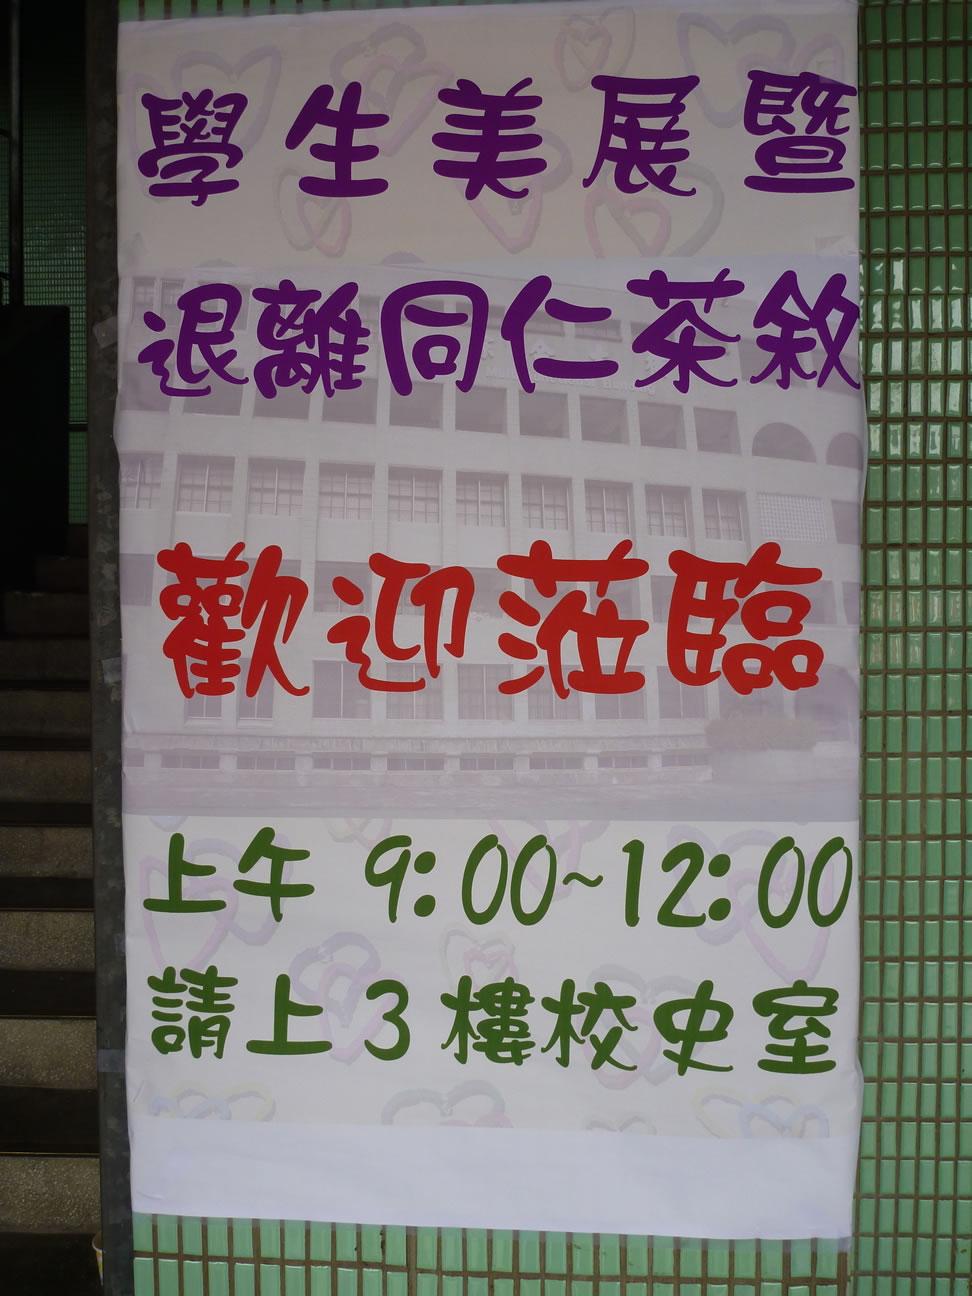 學生美展暨
退離同仁茶敘
歡迎蒞臨
上午 9:00~12:00
請上3樓校史室